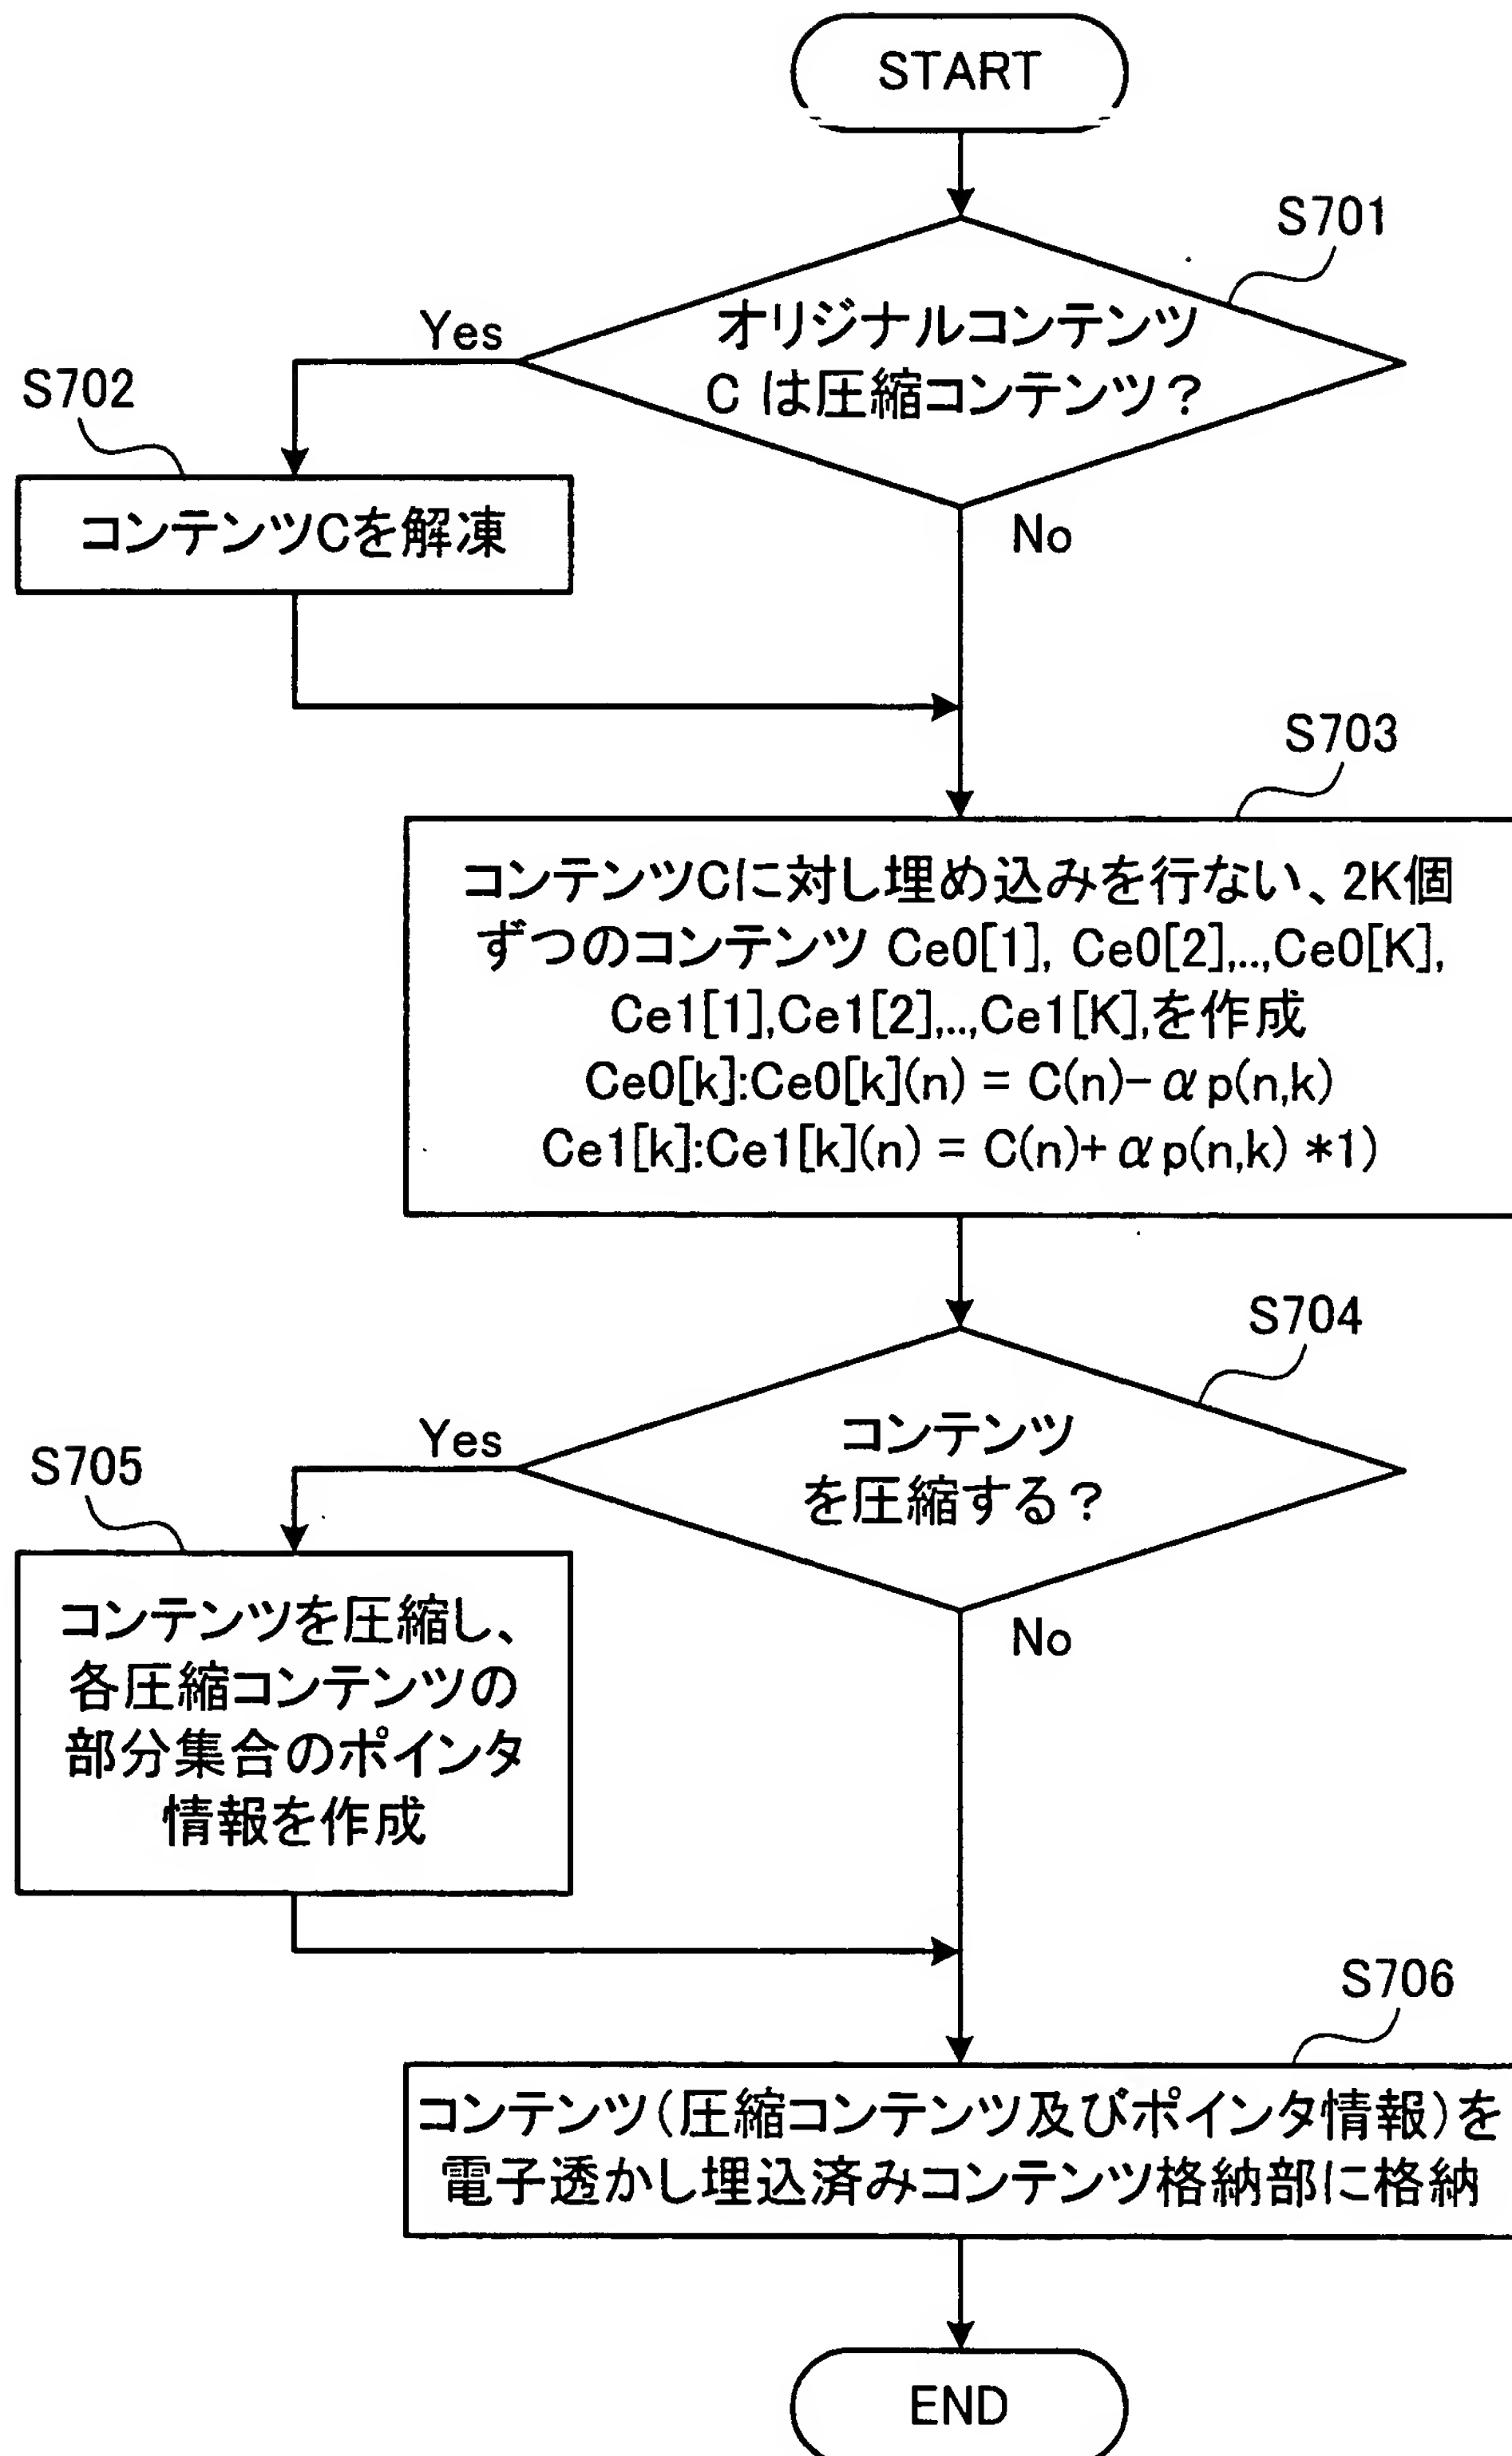 START
S701
オリジナルコンテンツ
C は圧縮コンテンツ?
Yes
No
S702
コンテンツCを解凍
S703
コンテンツCに対し埋め込みを行ない、2K個
ずつのコンテンツ Ce0[1], Ce0[2],..,Ce0[K],
Ce1[1],Ce1[2],..,Ce1[K],を作成
Ce0[k]:Ce0[k](n) = C(n)-αp(n,k)
Ce1[k]:Ce1[k](n) = C(n)+αp(n,k) *1)
S704
コンテンツ
を圧縮する?
Yes
No
S705
コンテンツを圧縮し、
各圧縮コンテンツの
部分集合のポインタ
情報を作成
S706
コンテンツ(圧縮コンテンツ及びポインタ情報)を
電子透かし埋込済みコンテンツ格納部に格納
END